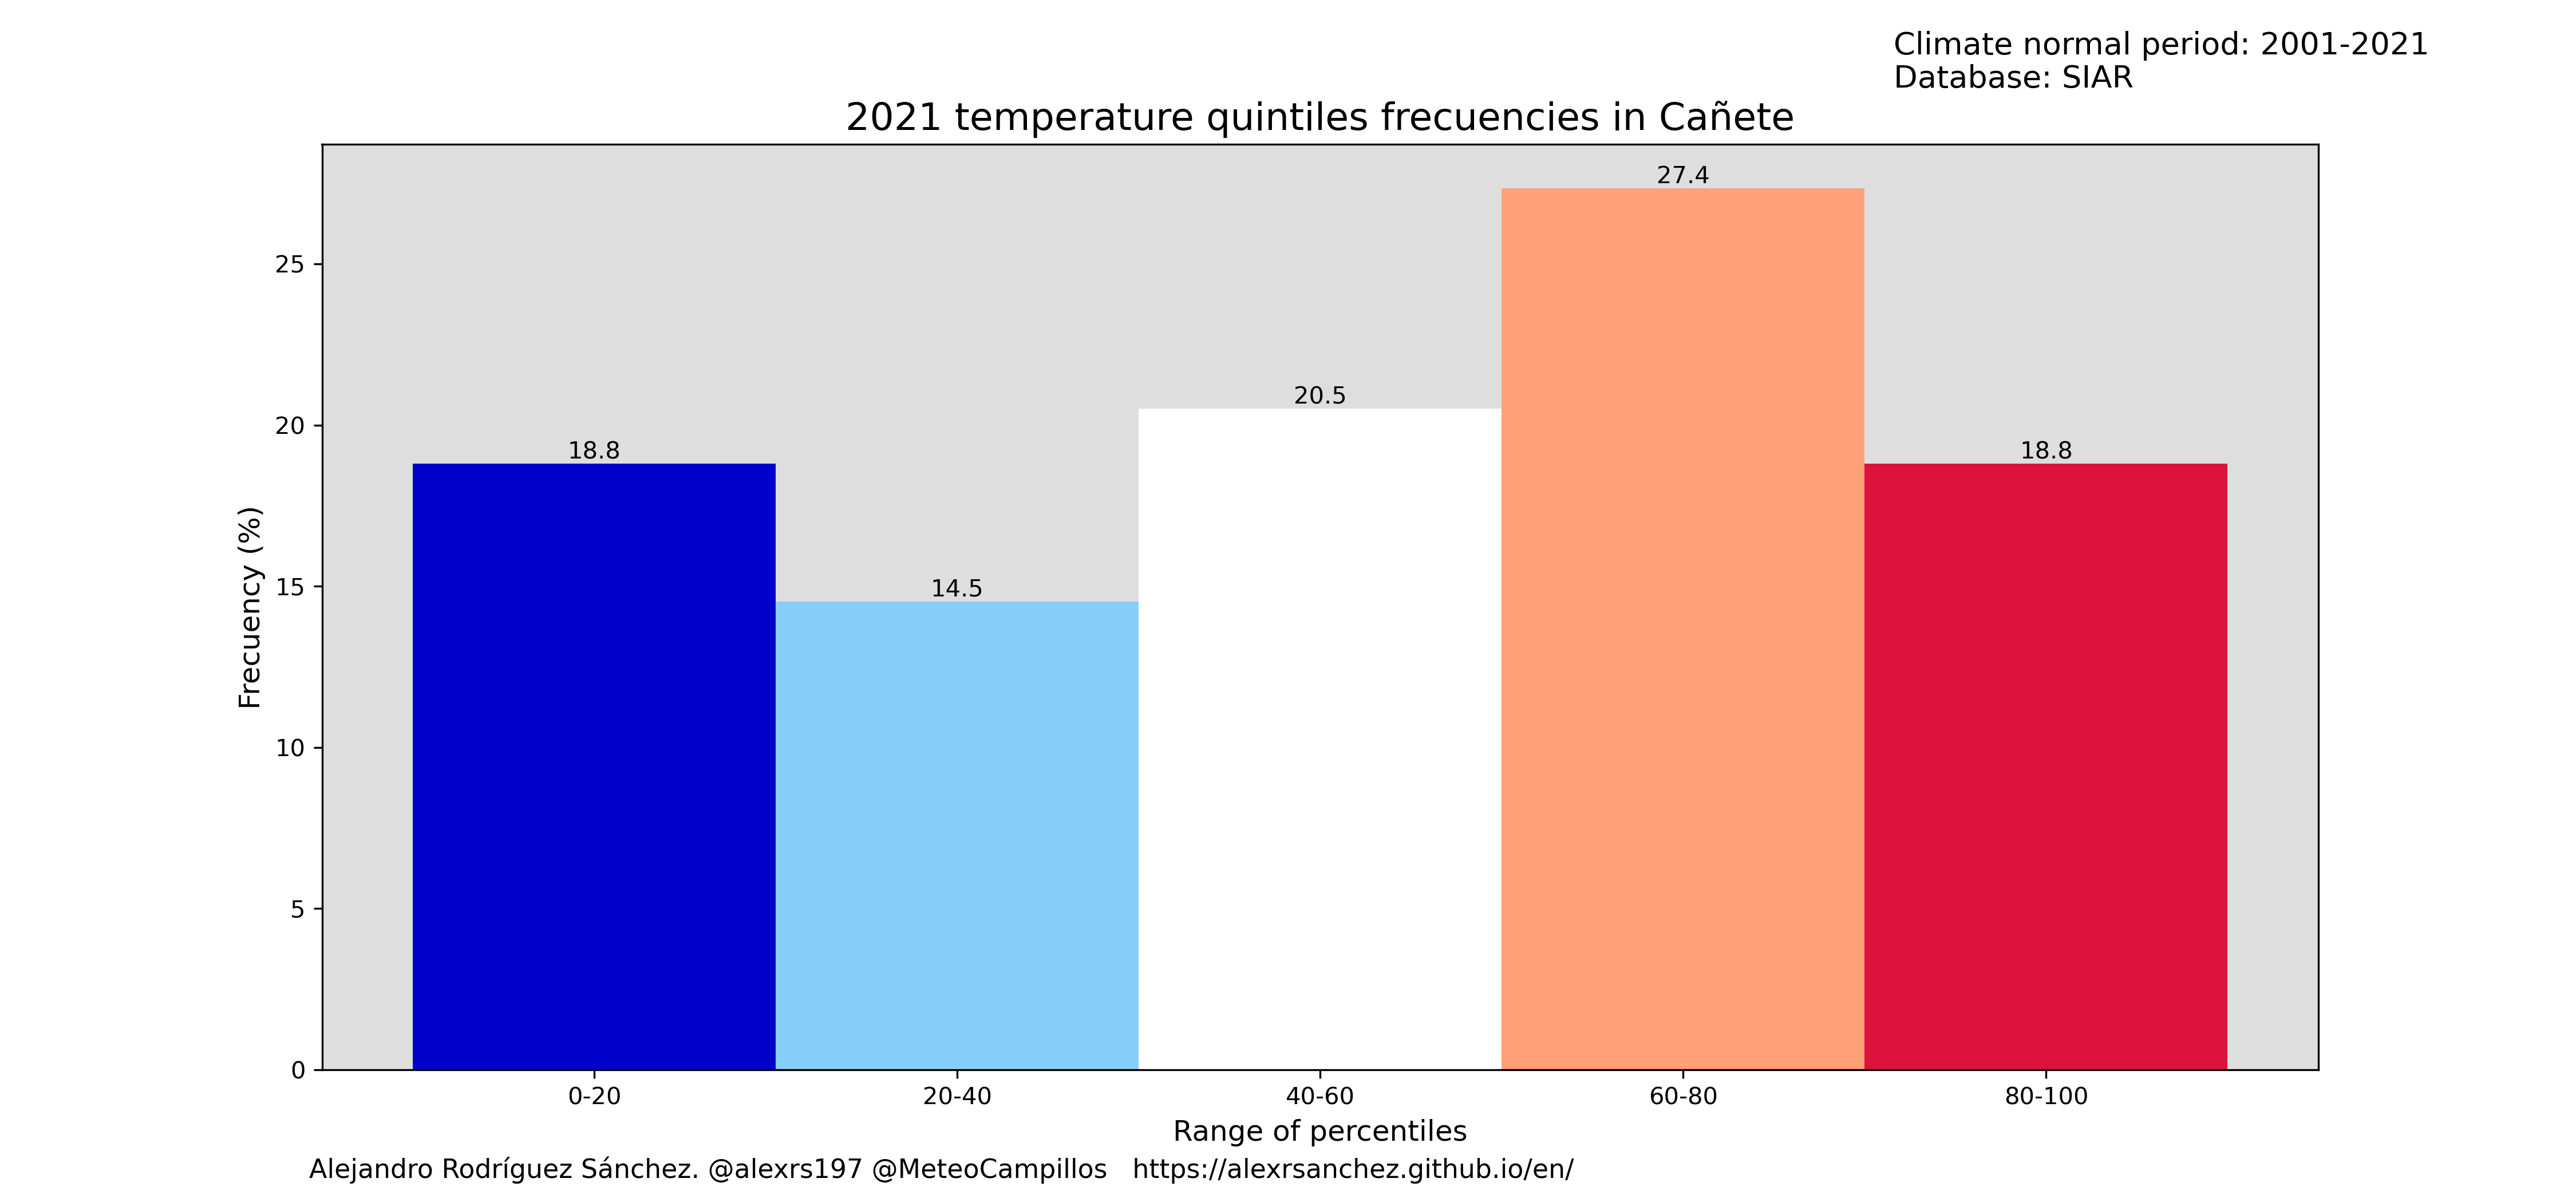 Climate normal period: 2001-2021
Database: SIAR
2021 temperature quintiles frecuencies in Cañete
27.4
25
20.5
20
18.8
18.8
15
14.5
10
5
0
Frecuency (%)
0-20
20-40
40-60
60-80
80-100
Range of percentiles
Alejandro Rodríguez Sánchez. @alexrs197 @MeteoCampillos https://alexrsanchez.github.io/en/